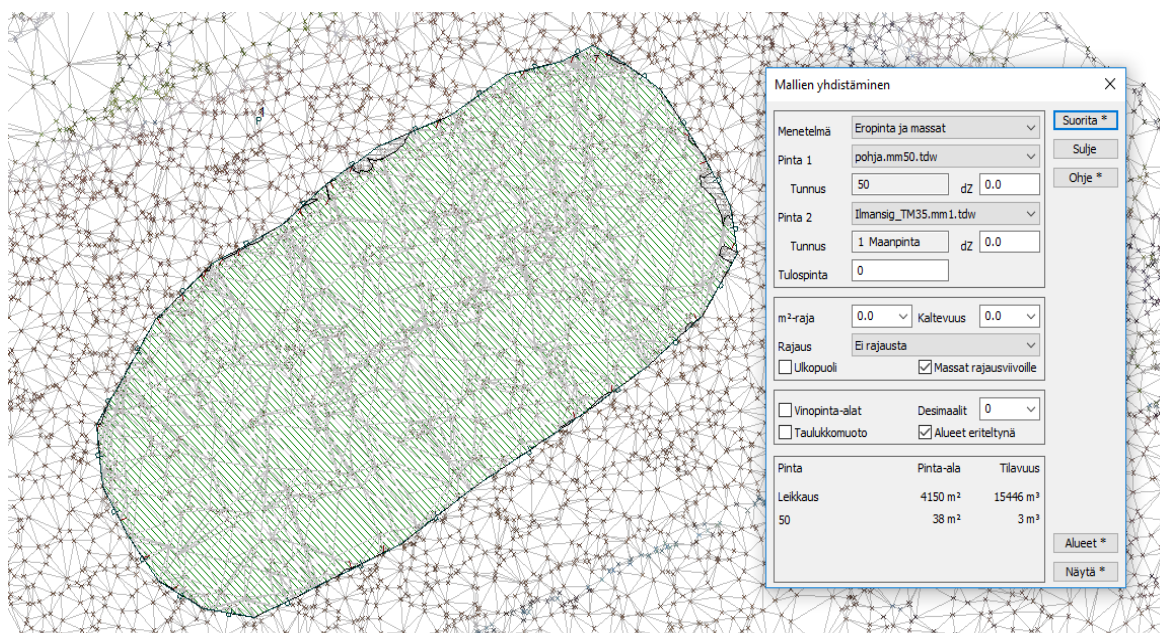 Mallien yhdistäminen
Menetelmä Eropinta ja massat Suorita *
Pinta 1 pohja.mm50.tdw Sulje
Tunnus 50 dZ 0.0 Ohje *
Pinta 2 Ilmansig_TM35.mm1.tdw
Tunnus 1 Maanpinta dZ 0.0
Tulospinta 0
m²-raja 0.0 Kaltevuus 0.0
Rajaus Ei rajausta
Ulkopuoli Massat rajausviivoille
Vinopinta-alat Desimaalit 0
Taulukkomuoto Alueet eriteltynä
Pinta Pinta-ala Tilavuus
Leikkaus 4150 m² 15446 m³
50 38 m² 3 m³
Alueet *
Näytä *